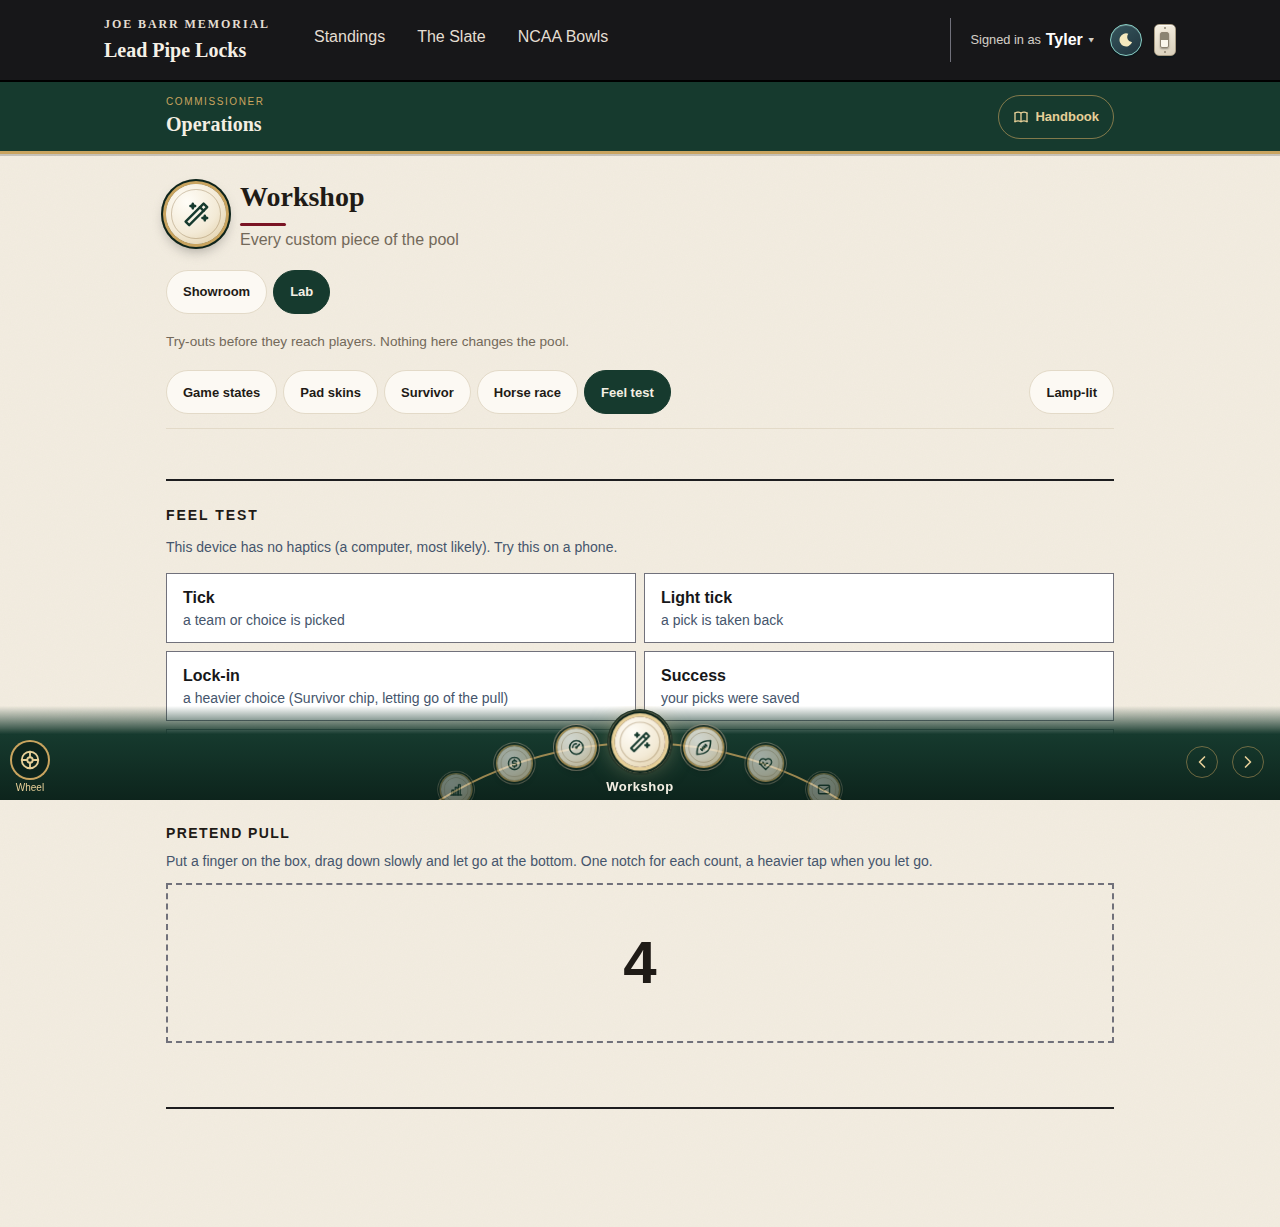 JOE BARR MEMORIAL
Lead Pipe Locks
Standings
The Slate
NCAA Bowls
Signed in as Tyler ▾
COMMISSIONER
Operations
Handbook
Workshop
Every custom piece of the pool
Showroom
Lab
Try-outs before they reach players. Nothing here changes the pool.
Game states
Pad skins
Survivor
Horse race
Feel test
Lamp-lit
FEEL TEST
This device has no haptics (a computer, most likely). Try this on a phone.
Tick
a team or choice is picked
Light tick
a pick is taken back
Lock-in
a heavier choice (Survivor chip, letting go of the pull)
Success
your picks were saved
Wheel
Workshop
PRETEND PULL
Put a finger on the box, drag down slowly and let go at the bottom. One notch for each count, a heavier tap when you let go.
4